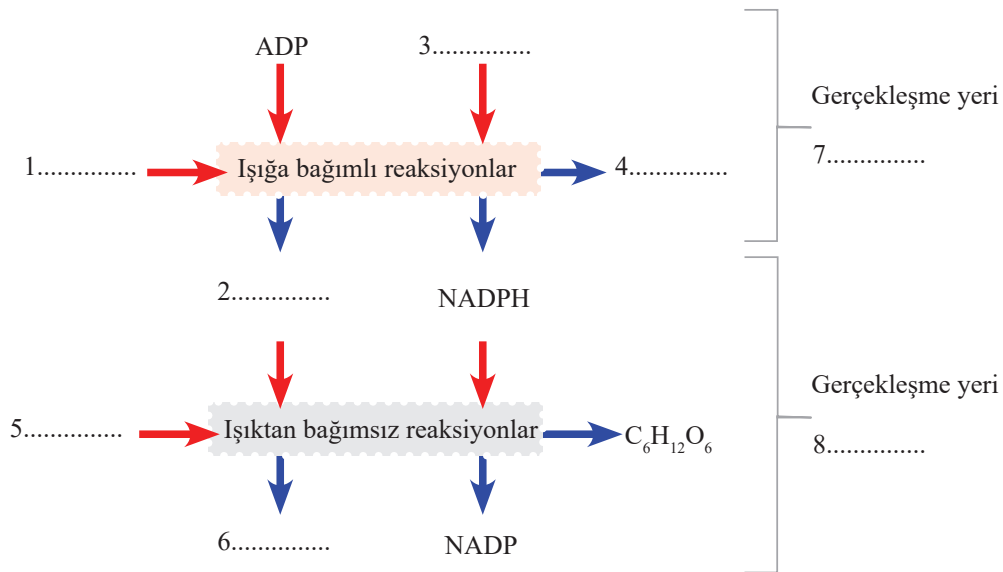 ADP
3...............
Gerçekleşme yeri
1...............
Işığa bağımlı reaksiyonlar
4.................
7...............
2...............
NADPH
Gerçekleşme yeri
5...............
Işıktan bağımsız reaksiyonlar
C₆H₁₂O₆
8...............
6...............
NADP